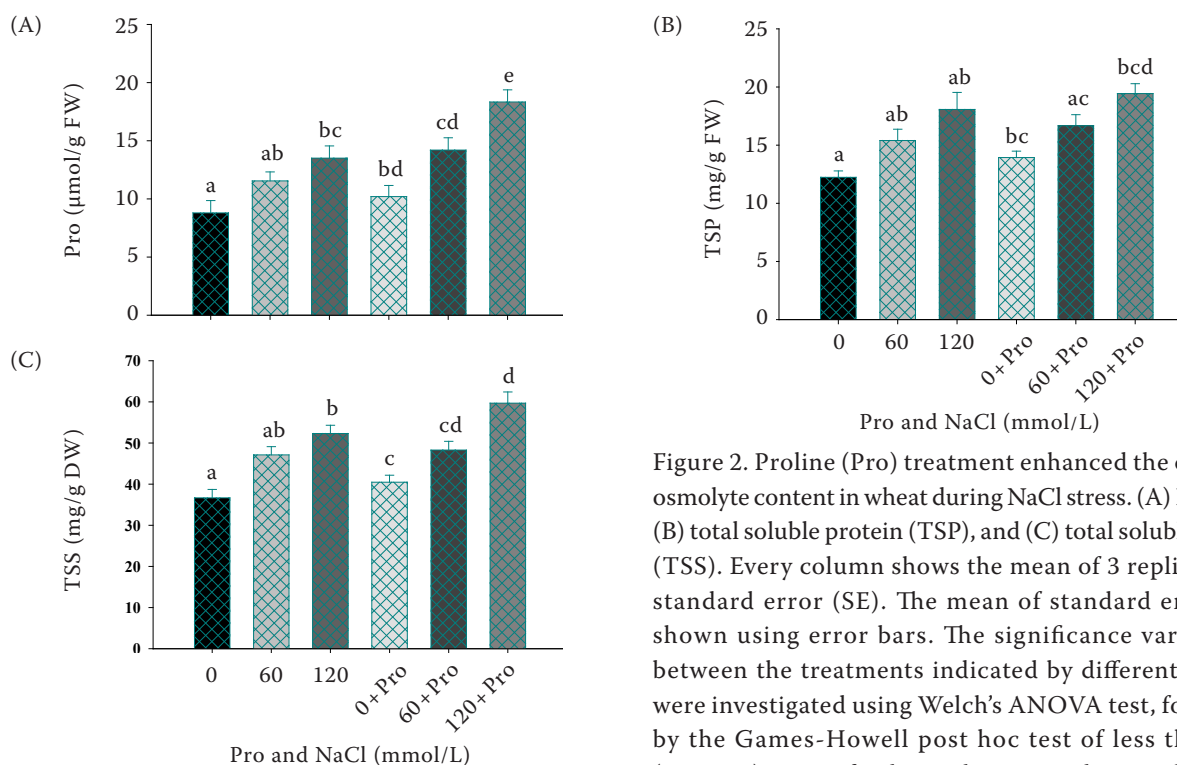 (A)
25
20
15
10
5
0
Pro (μmol/g FW)
a
ab
bc
bd
cd
e
(B)
25
20
15
10
5
0
TSP (mg/g FW)
a
ab
ab
bc
ac
bcd
0
60
120
0+Pro
60+Pro
120+Pro
Pro and NaCl (mmol/L)
(C)
70
60
50
40
30
20
10
0
TSS (mg/g DW)
a
ab
b
c
cd
d
0
60
120
0+Pro
60+Pro
120+Pro
Pro and NaCl (mmol/L)
Figure 2. Proline (Pro) treatment enhanced the
osmolyte content in wheat during NaCl stress. (A)
(B) total soluble protein (TSP), and (C) total
(TSS). Every column shows the mean of 3
standard error (SE). The mean of standard
shown using error bars. The significance
between the treatments indicated by different
were investigated using Welch's ANOVA test,
by the Games-Howell post hoc test of less